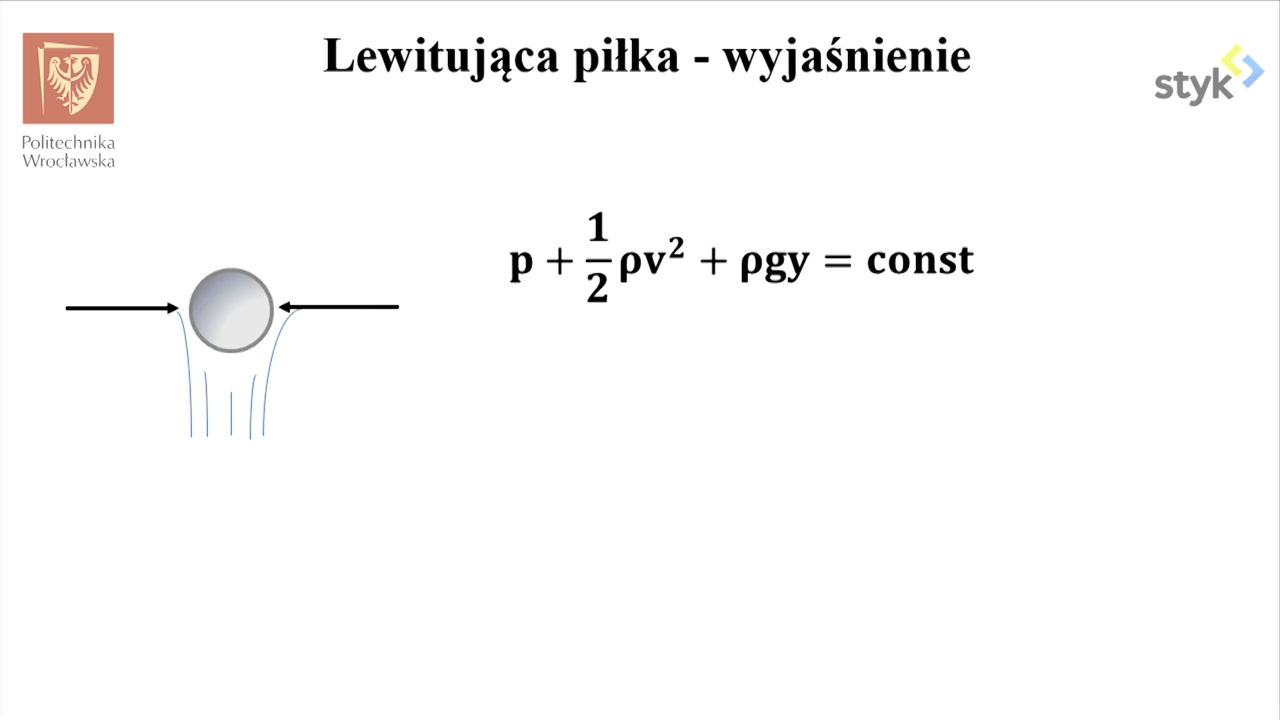 Lewitująca piłka - wyjaśnienie
styk
Politechnika
Wrocławska
p + 1/2 ρv² + ρgy = const